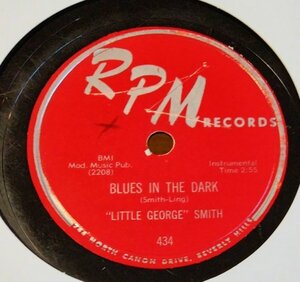 RPM
RECORDS
BMI
Mod. Music Pub.
(2208)
Instrumental
Time 2:55
BLUES IN THE DARK
(Smith-Ling)
"LITTLE GEORGE" SMITH
434
NORTH CANON DRIVE, BEVERLY HILLS